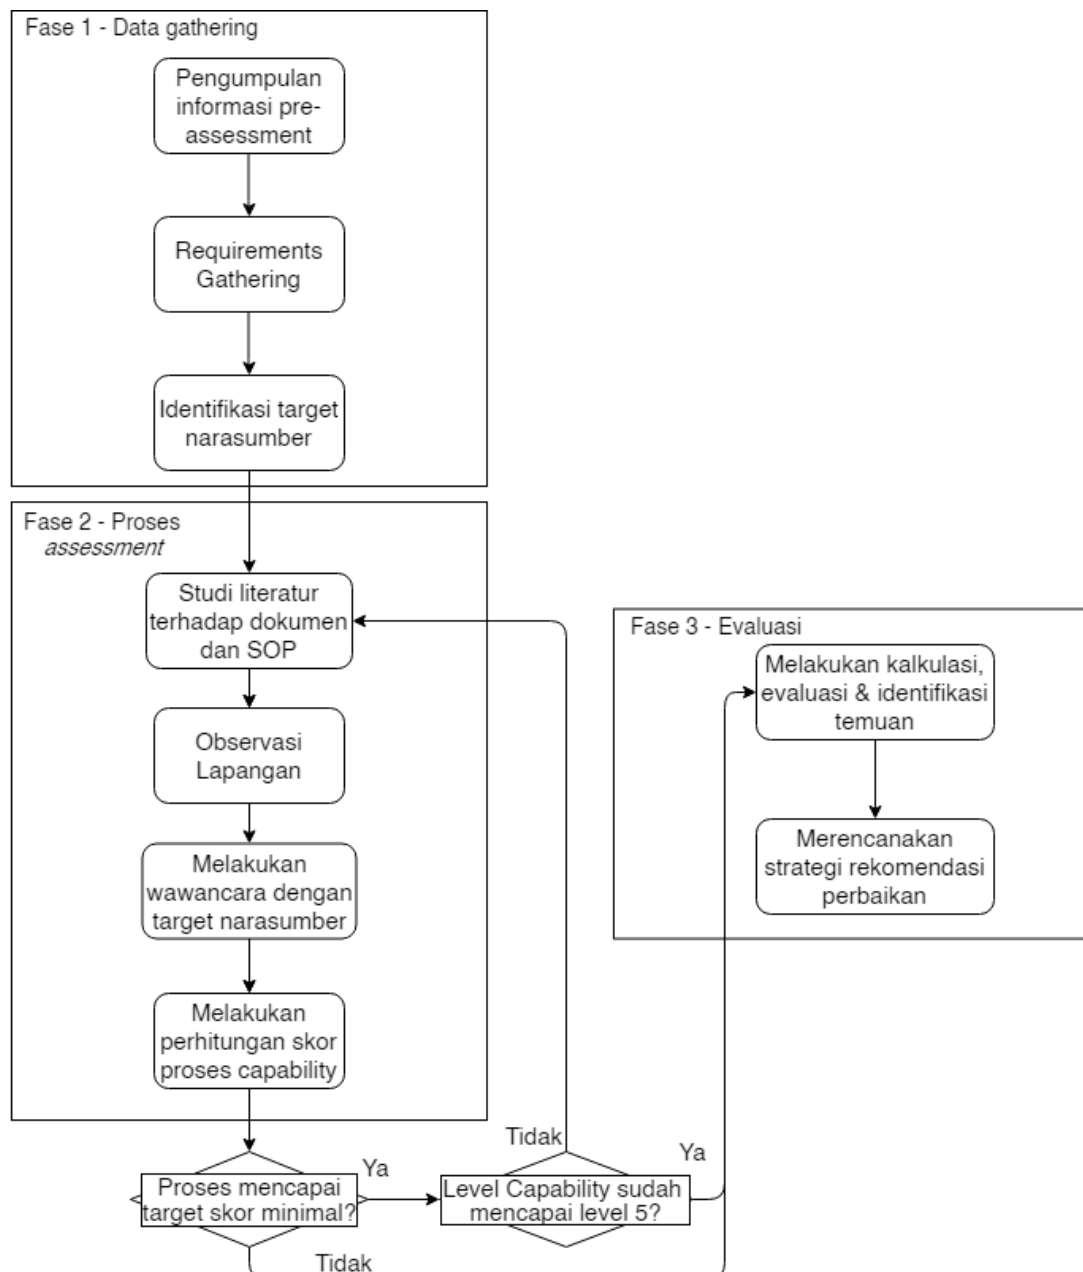 Fase 1 - Data gathering
Pengumpulan
informasi pre-
assessment
Requirements
Gathering
Identifikasi target
narasumber
Fase 2 - Proses
assessment
Studi literatur
terhadap dokumen
dan SOP
Observasi
Lapangan
Melakukan
wawancara dengan
target narasumber
Melakukan
perhitungan skor
proses capability
Proses mencapai
target skor minimal?
Ya
Tidak
Level Capability sudah
mencapai level 5?
Tidak
Ya
Fase 3 - Evaluasi
Melakukan kalkulasi,
evaluasi & identifikasi
temuan
Merencanakan
strategi rekomendasi
perbaikan